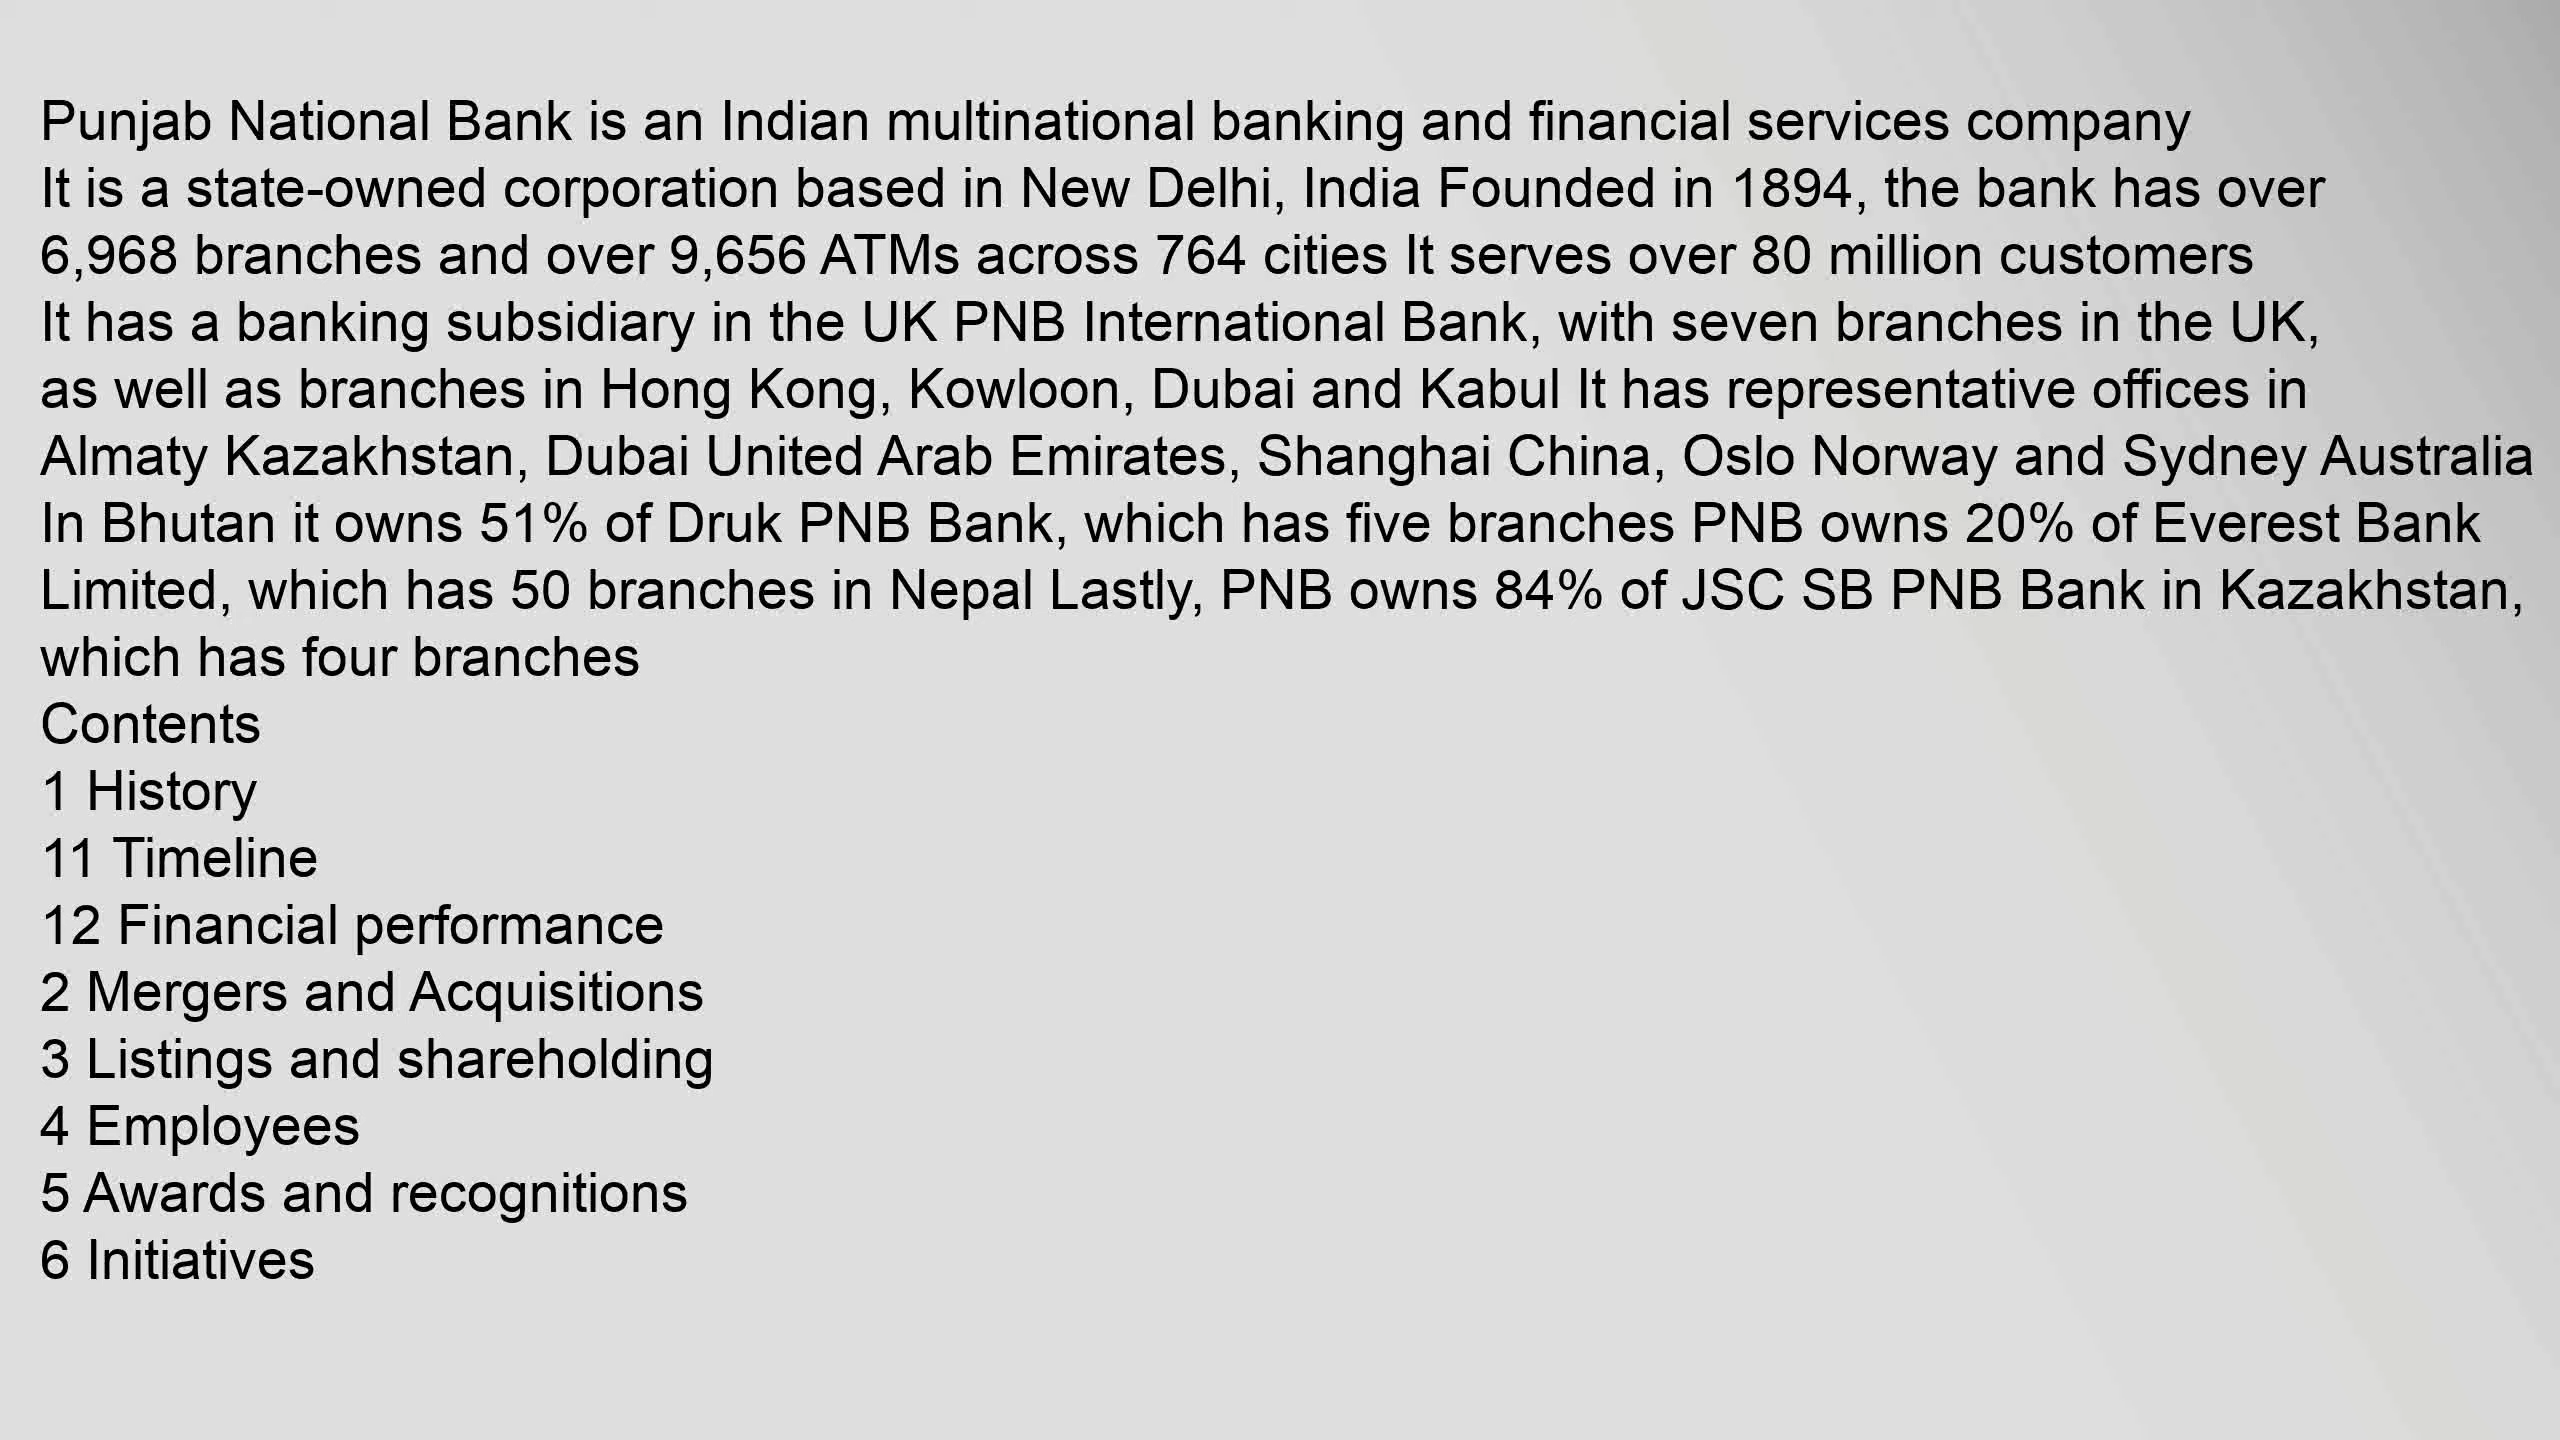 Punjab National Bank is an Indian multinational banking and financial services company
It is a state-owned corporation based in New Delhi, India Founded in 1894, the bank has over
6,968 branches and over 9,656 ATMs across 764 cities It serves over 80 million customers
It has a banking subsidiary in the UK PNB International Bank, with seven branches in the UK,
as well as branches in Hong Kong, Kowloon, Dubai and Kabul It has representative offices in
Almaty Kazakhstan, Dubai United Arab Emirates, Shanghai China, Oslo Norway and Sydney Australia
In Bhutan it owns 51% of Druk PNB Bank, which has five branches PNB owns 20% of Everest Bank
Limited, which has 50 branches in Nepal Lastly, PNB owns 84% of JSC SB PNB Bank in Kazakhstan,
which has four branches
Contents
1 History
11 Timeline
12 Financial performance
2 Mergers and Acquisitions
3 Listings and shareholding
4 Employees
5 Awards and recognitions
6 Initiatives